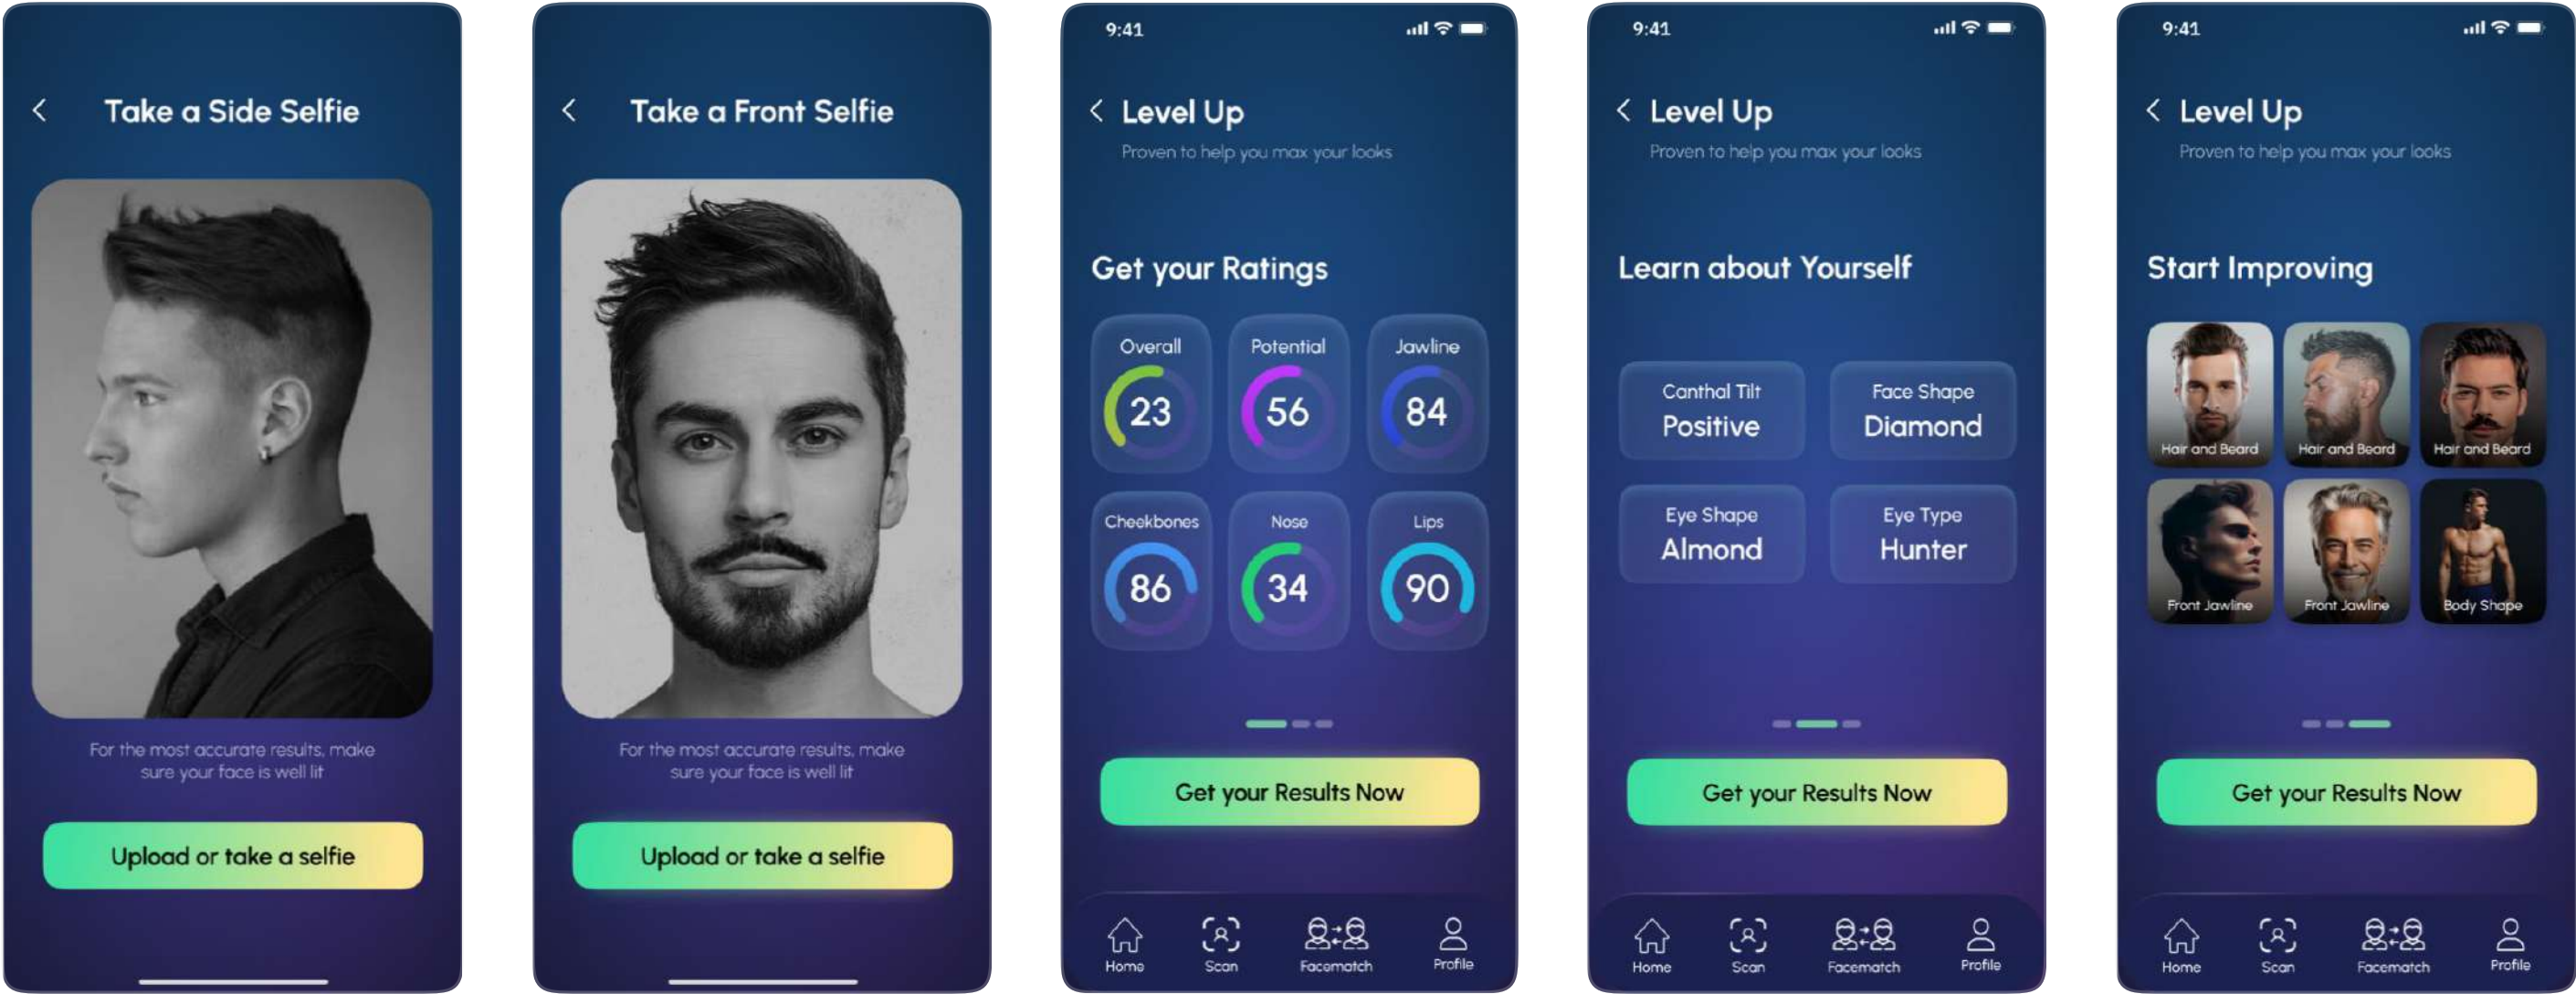 Take a Side Selfie
For the most accurate results, make
sure your face is well lit
Upload or take a selfie
Take a Front Selfie
For the most accurate results, make
sure your face is well lit
Upload or take a selfie
9:41
Level Up
Proven to help you max your looks
Get your Ratings
Overall
23
Potential
56
Jawline
84
Cheekbones
86
Nose
34
Lips
90
Get your Results Now
Home
Scan
Facematch
Profile
9:41
Level Up
Proven to help you max your looks
Learn about Yourself
Canthal Tilt
Positive
Face Shape
Diamond
Eye Shape
Almond
Eye Type
Hunter
Get your Results Now
Home
Scan
Facematch
Profile
9:41
Level Up
Proven to help you max your looks
Start Improving
Hair and Beard
Hair and Beard
Hair and Beard
Front Jawline
Front Jawline
Body Shape
Get your Results Now
Home
Scan
Facematch
Profile